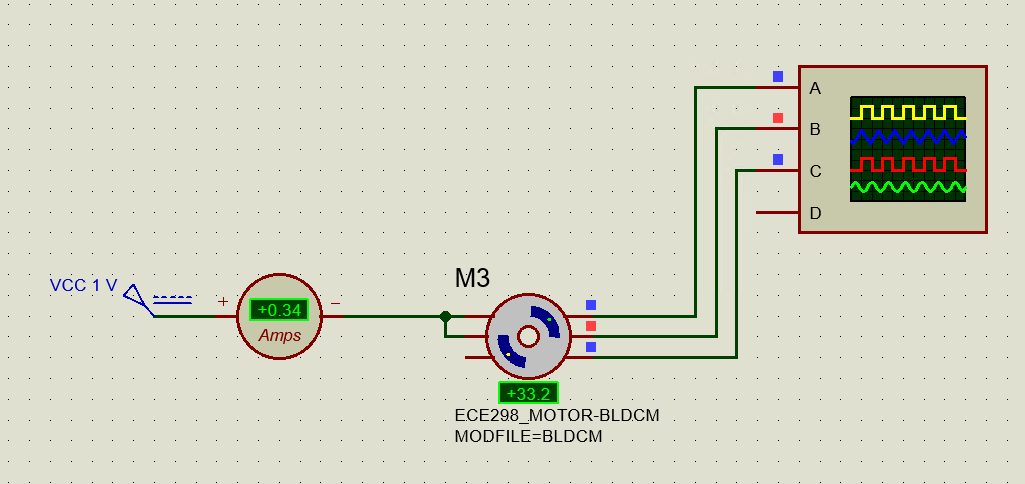 A
B
C
D
M3
VCC 1 V
+
+0.34
−
Amps
+33.2
ECE298_MOTOR-BLDCM
MODFILE=BLDCM